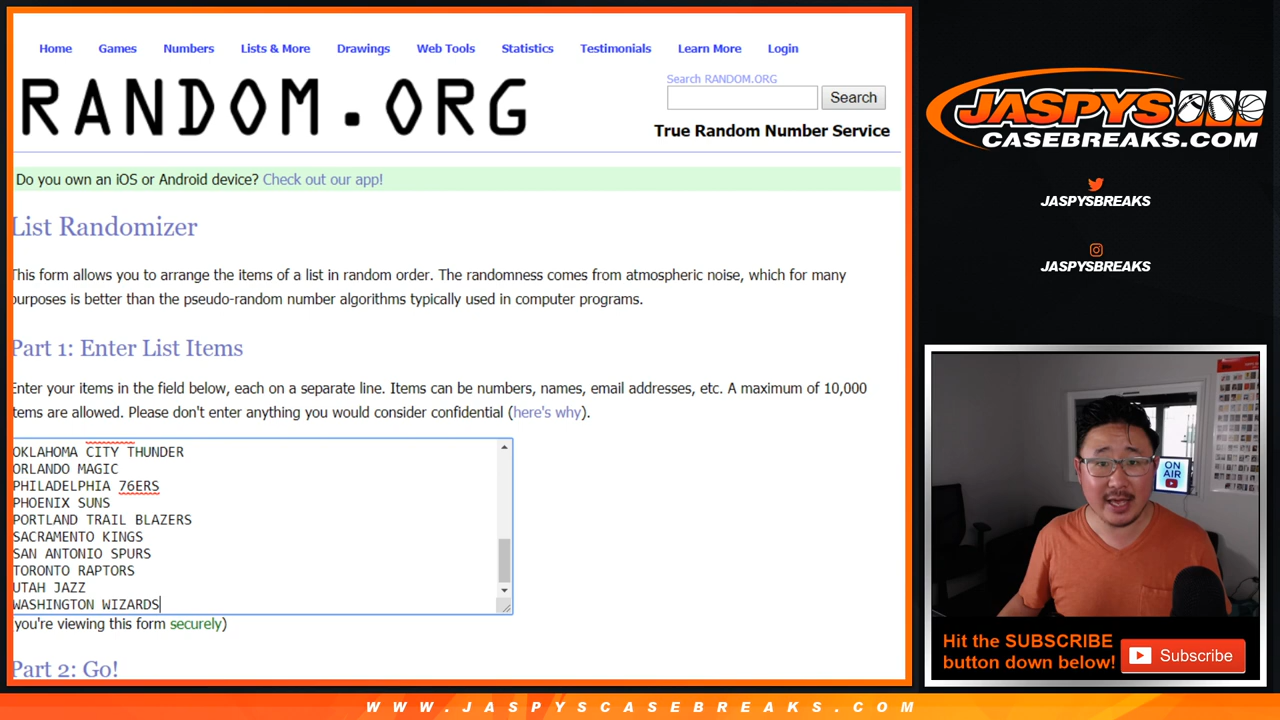 Home Games Numbers Lists & More Drawings Web Tools Statistics Testimonials Learn More Login
RANDOM.ORG
Search RANDOM.ORG
Search
True Random Number Service
Do you own an iOS or Android device? Check out our app!
List Randomizer
This form allows you to arrange the items of a list in random order. The randomness comes from atmospheric noise, which for many
purposes is better than the pseudo-random number algorithms typically used in computer programs.
Part 1: Enter List Items
Enter your items in the field below, each on a separate line. Items can be numbers, names, email addresses, etc. A maximum of 10,000
items are allowed. Please don't enter anything you would consider confidential (here's why).
OKLAHOMA CITY THUNDER
ORLANDO MAGIC
PHILADELPHIA 76ERS
PHOENIX SUNS
PORTLAND TRAIL BLAZERS
SACRAMENTO KINGS
SAN ANTONIO SPURS
TORONTO RAPTORS
UTAH JAZZ
WASHINGTON WIZARDS
(you're viewing this form securely)
Part 2: Go!
JASPYS
CASEBREAKS.COM
JASPYSBREAKS
JASPYSBREAKS
ON
AIR
Hit the SUBSCRIBE
button down below!
Subscribe
WWW.JASPYSCASEBREAKS.COM